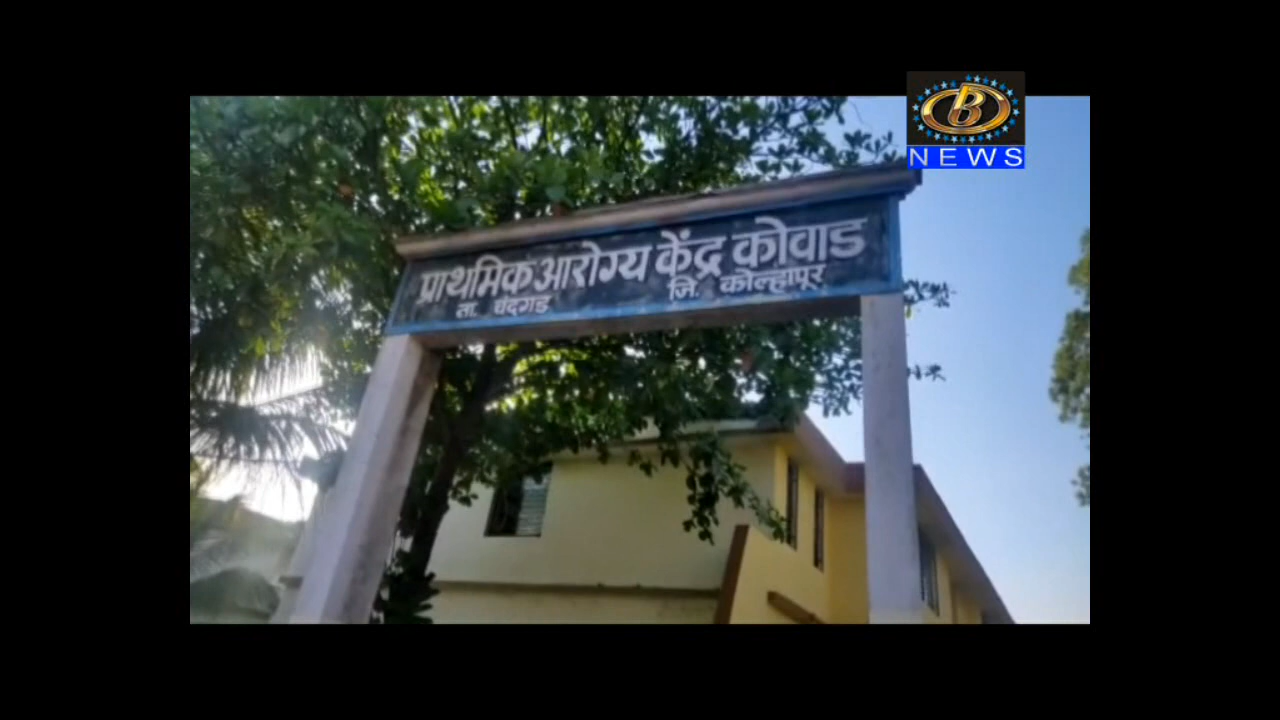 B
NEWS
प्राथमिक आरोग्य केंद्र कोवाड
ता. चंदगड जि. कोल्हापूर